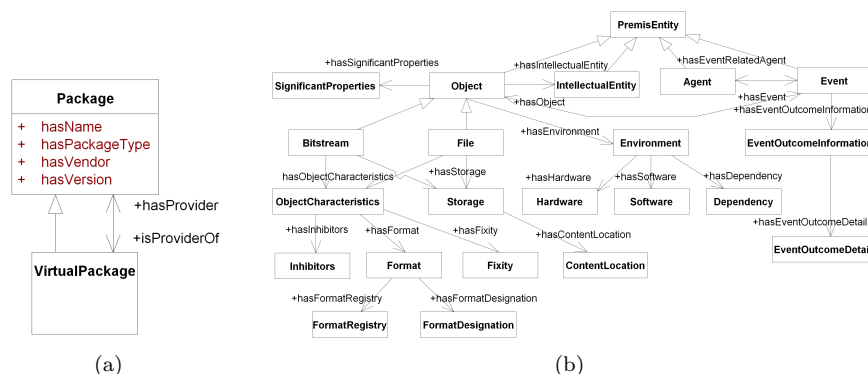 Package
+ hasName
+ hasPackageType
+ hasVendor
+ hasVersion
+hasProvider
+isProviderOf
VirtualPackage
(a)
PremisEntity
+hasSignificantProperties
+hasIntellectualEntity
+hasEventRelatedAgent
SignificantProperties
Object
IntellectualEntity
Agent
Event
+hasObject
+hasEvent
+hasEventOutcomeInformation
+hasEnvironment
Bitstream
File
Environment
EventOutcomeInformation
hasObjectCharacteristics
+hasStorage
+hasHardware
+hasSoftware
+hasDependency
ObjectCharacteristics
Storage
Hardware
Software
Dependency
+hasInhibitors
+hasFormat
+hasFixity
+hasContentLocation
+hasEventOutcomeDetail
Inhibitors
Format
Fixity
ContentLocation
EventOutcomeDetail
+hasFormatRegistry
+hasFormatDesignation
FormatRegistry
FormatDesignation
(b)